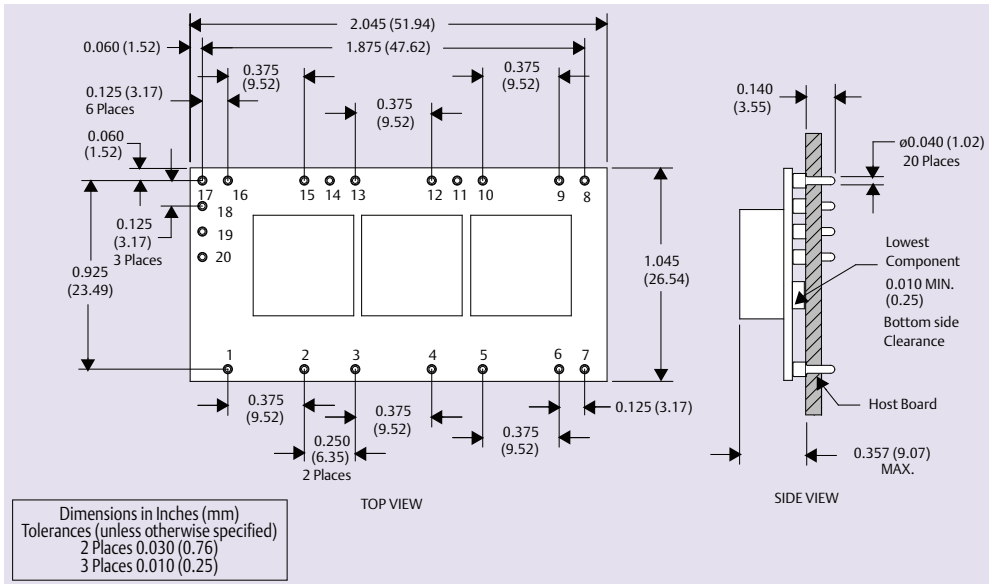 2.045 (51.94)
0.060 (1.52)
1.875 (47.62)
0.375
(9.52)
0.375
(9.52)
0.125 (3.17)
6 Places
0.375
(9.52)
0.060
(1.52)
17 16 15 14 13 12 11 10 9 8
18
19
20
0.125
(3.17)
3 Places
0.925
(23.49)
1.045
(26.54)
1 2 3 4 5 6 7
0.375
(9.52)
0.375
(9.52)
0.125 (3.17)
0.250
(6.35)
2 Places
0.375
(9.52)
TOP VIEW
0.140
(3.55)
ø0.040 (1.02)
20 Places
Lowest
Component
0.010 MIN.
(0.25)
Bottom side
Clearance
Host Board
0.357 (9.07)
MAX.
SIDE VIEW
Dimensions in Inches (mm)
Tolerances (unless otherwise specified)
2 Places 0.030 (0.76)
3 Places 0.010 (0.25)